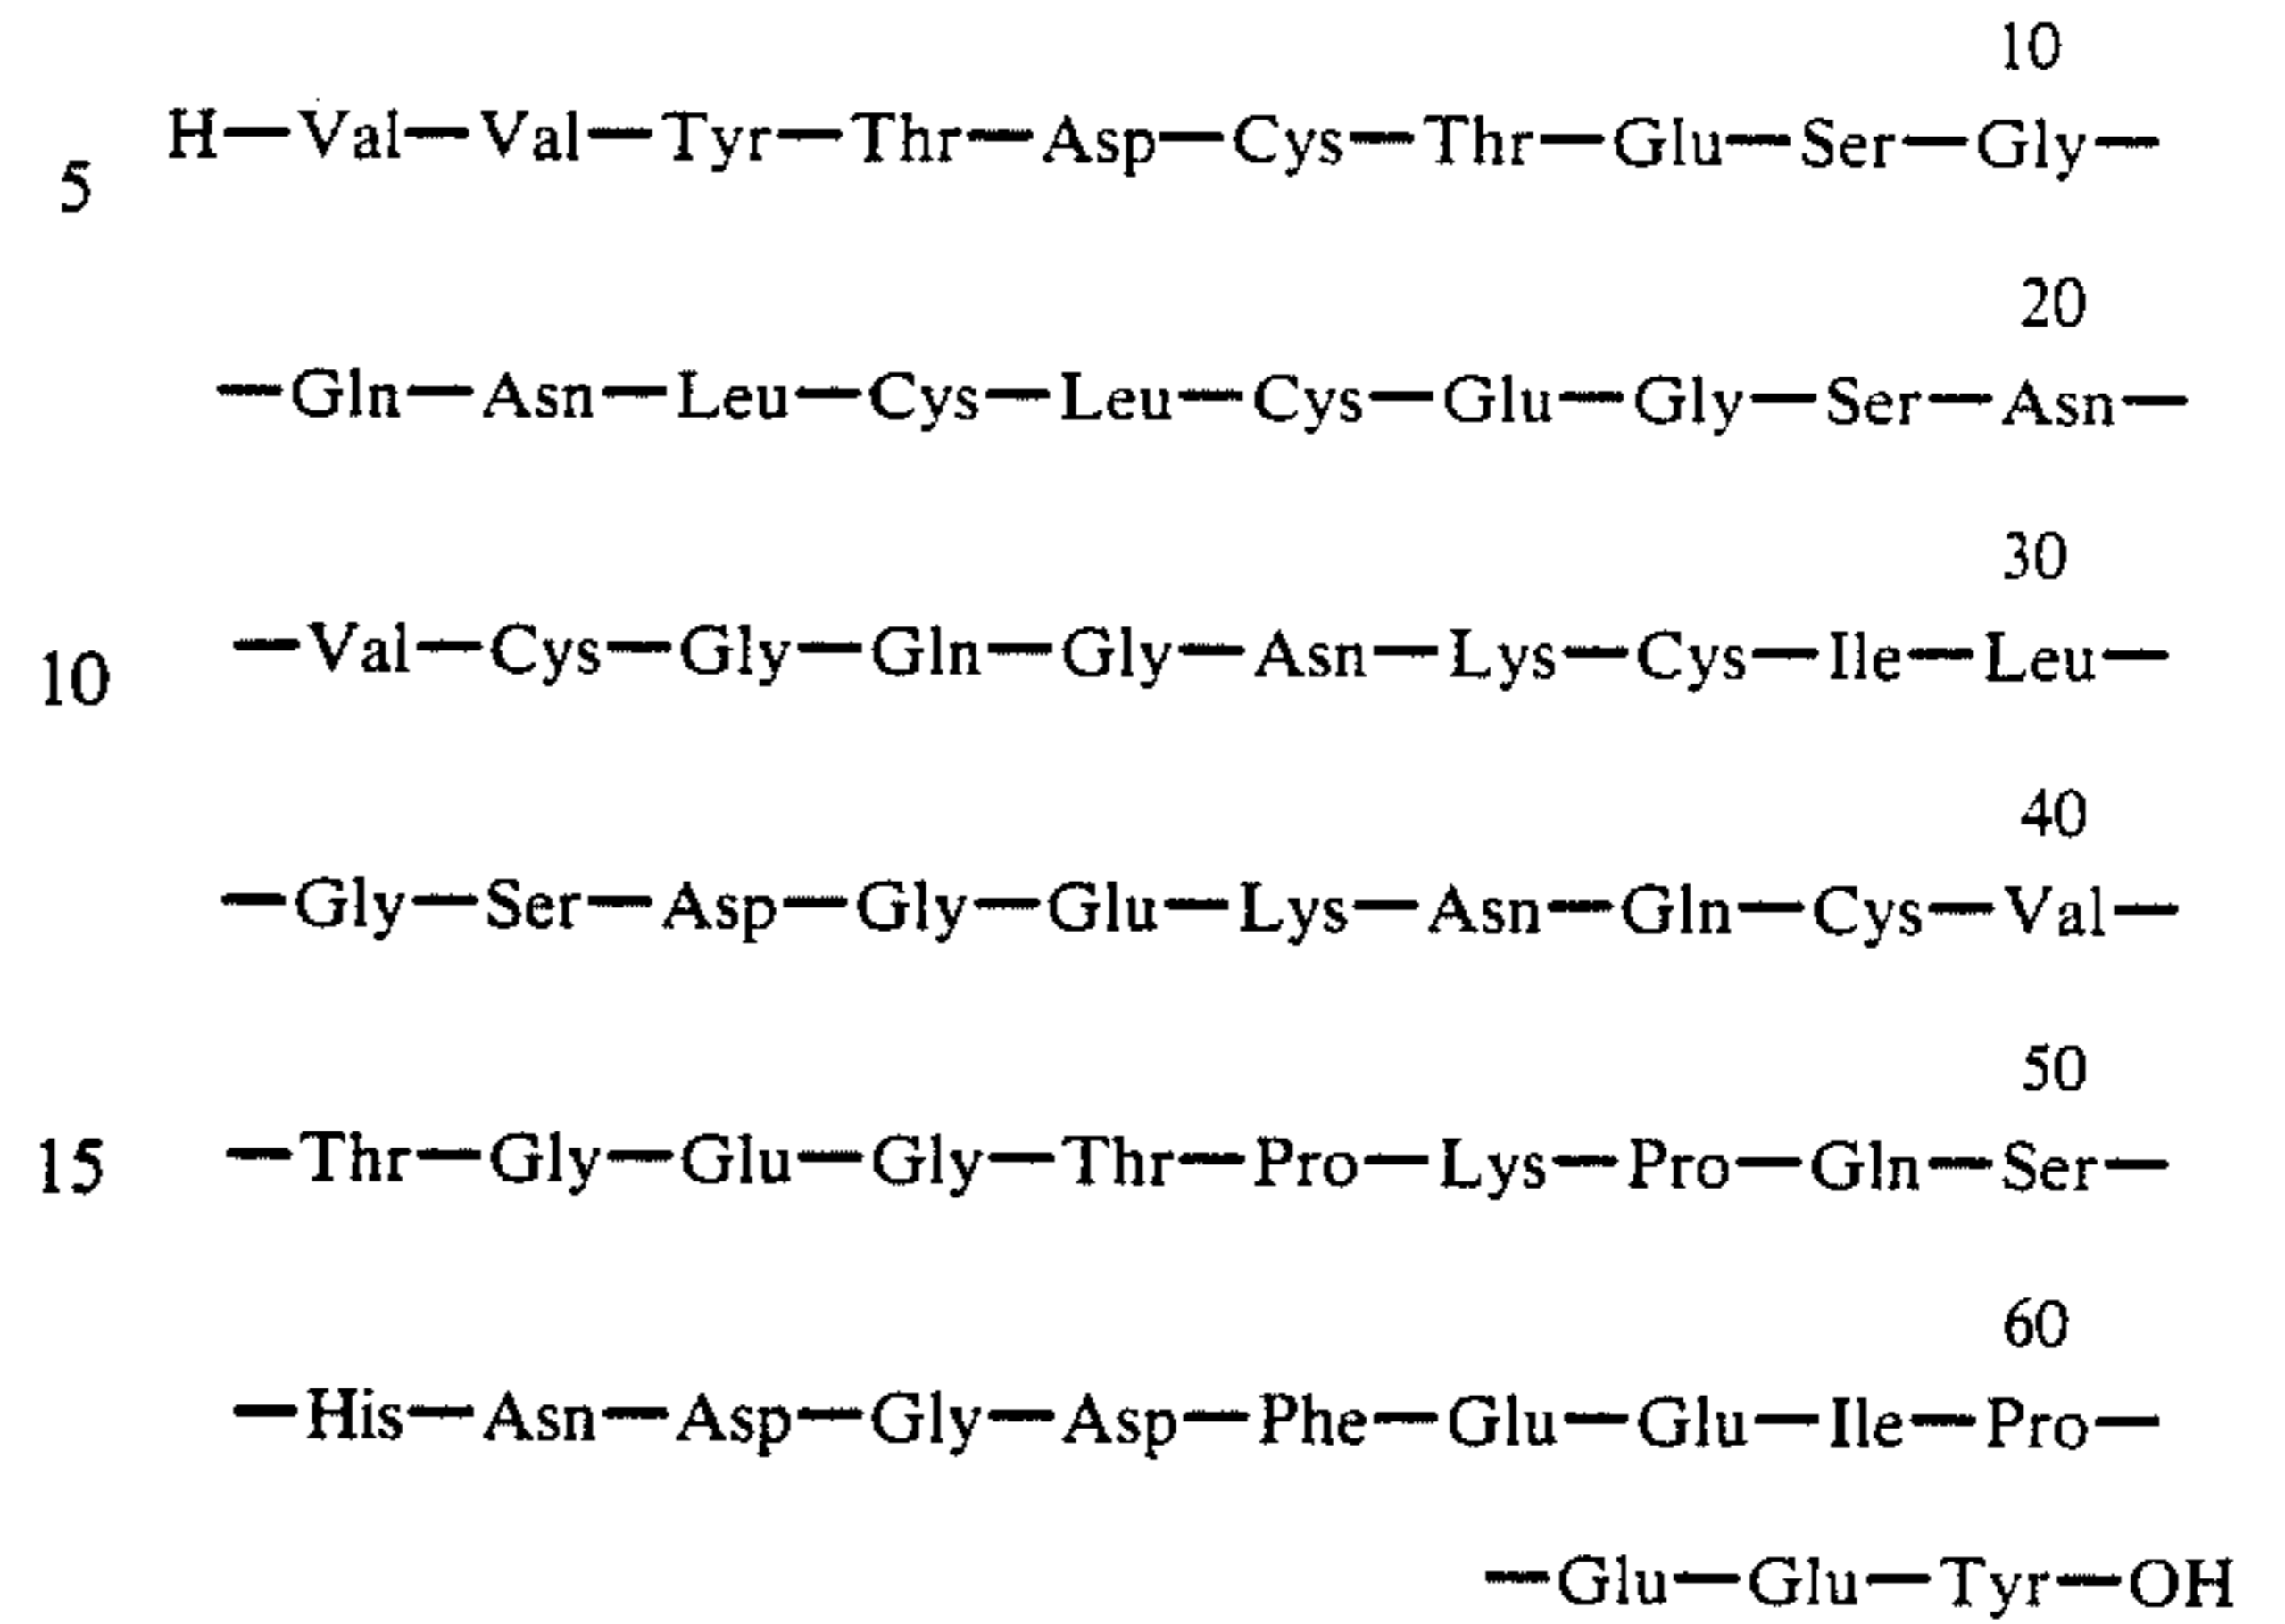 10
5 H—Val—Val—Tyr—Thr—Asp—Cys—Thr—Glu—Ser—Gly—
20
—Gln—Asn—Leu—Cys—Leu—Cys—Glu—Gly—Ser—Asn—
30
10 —Val—Cys—Gly—Gln—Gly—Asn—Lys—Cys—Ile—Leu—
40
—Gly—Ser—Asp—Gly—Glu—Lys—Asn—Gln—Cys—Val—
50
15 —Thr—Gly—Glu—Gly—Thr—Pro—Lys—Pro—Gln—Ser—
60
—His—Asn—Asp—Gly—Asp—Phe—Glu—Glu—Ile—Pro—
—Glu—Glu—Tyr—OH